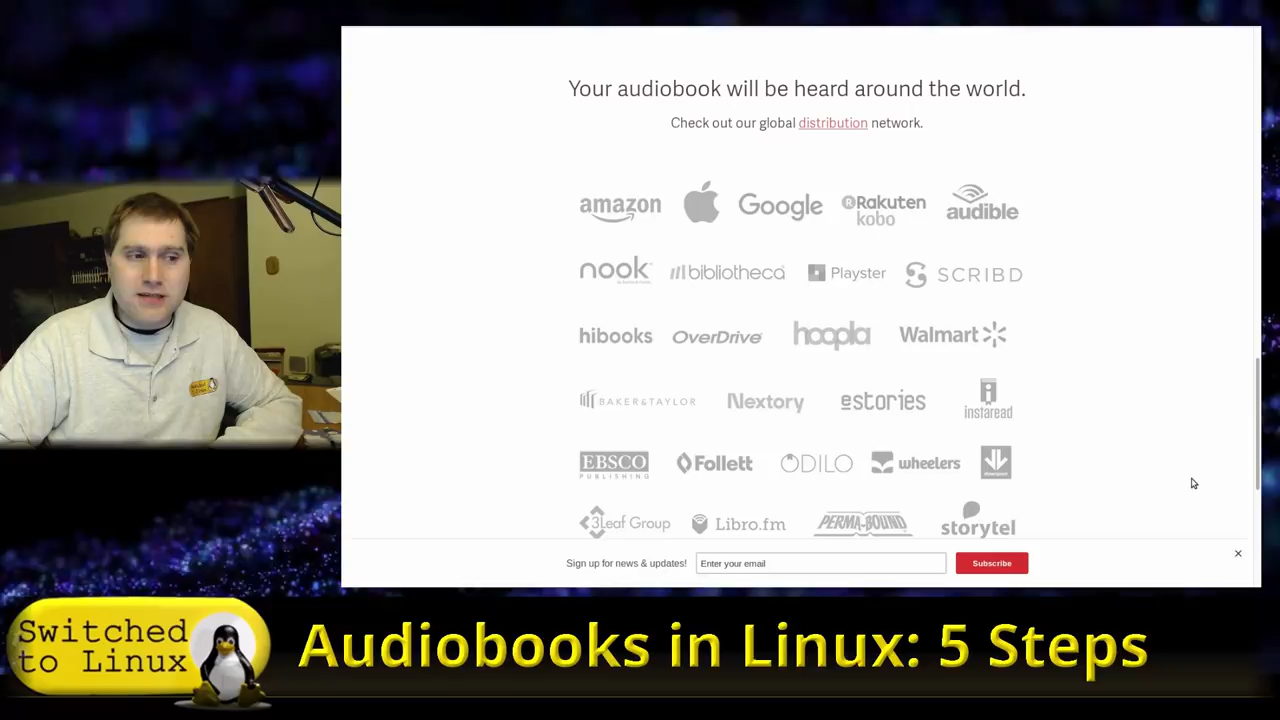 Your audiobook will be heard around the world.
Check out our global distribution network.
amazon Google Rakuten kobo audible
nook bibliotheca Playster SCRIBD
hibooks OverDrive hoopla Walmart
BAKER & TAYLOR Nextory estories instaread
EBSCO PUBLISHING Follett ODILO wheelers
3Leaf Group Libro.fm PERMA-BOUND storytel
Sign up for news & updates! Enter your email Subscribe
Switched to Linux
Audiobooks in Linux: 5 Steps